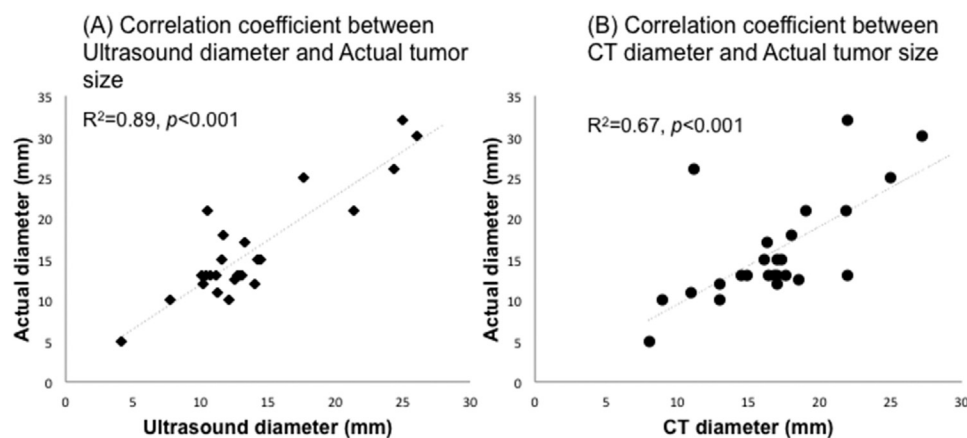 (A) Correlation coefficient between
Ultrasound diameter and Actual tumor
size
R²=0.89, p<0.001
Actual diameter (mm)
35
30
25
20
15
10
5
0
0 5 10 15 20 25 30
Ultrasound diameter (mm)
(B) Correlation coefficient between
CT diameter and Actual tumor size
R²=0.67, p<0.001
Actual diameter (mm)
35
30
25
20
15
10
5
0
0 5 10 15 20 25 30
CT diameter (mm)